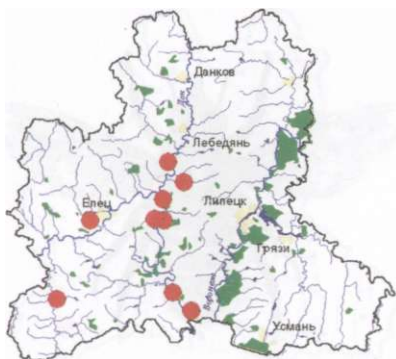 Данков
Лебедянь
Елец
Липецк
Грязи
Усмань